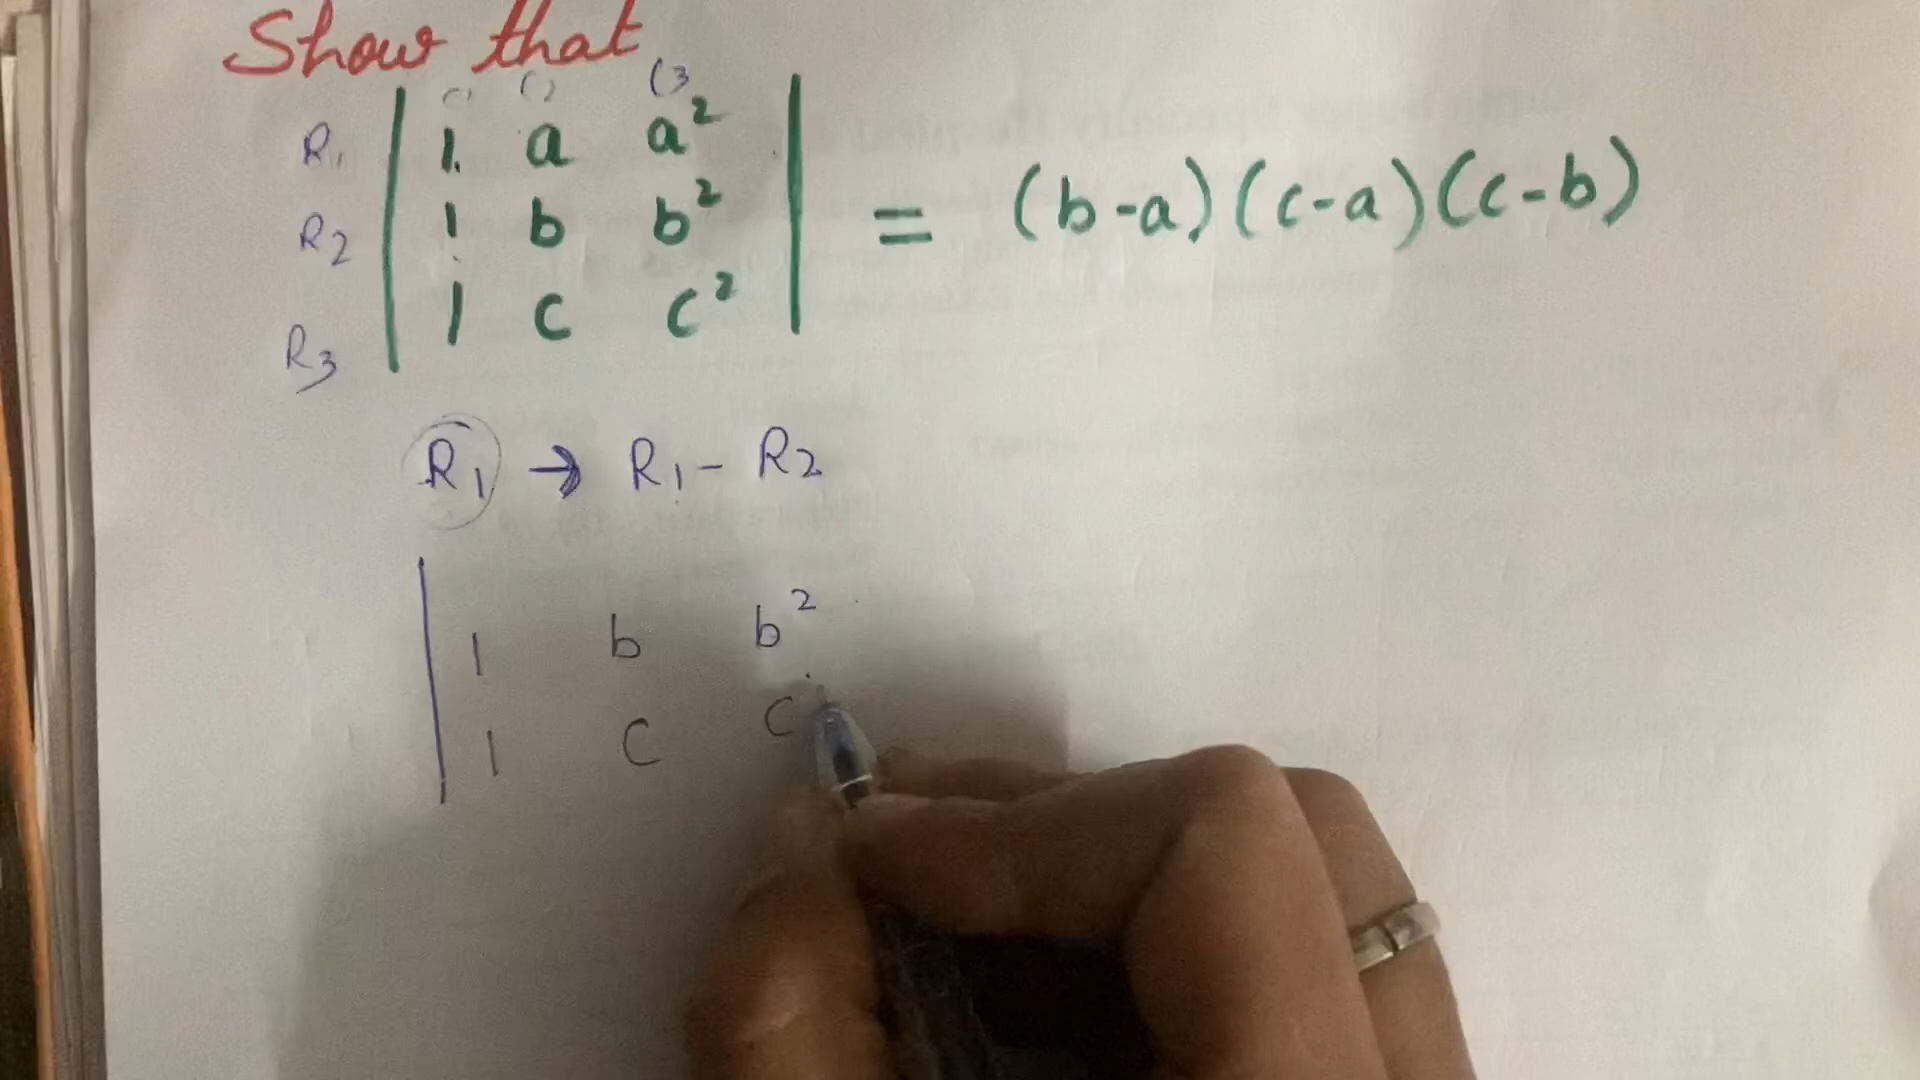 Show that
C1 C2 C3
R1 | 1 a a² |
R2 | 1 b b² | = (b-a)(c-a)(c-b)
R3 | 1 c c² |
R1 → R1 - R2
| 1 b b²
| 1 c c